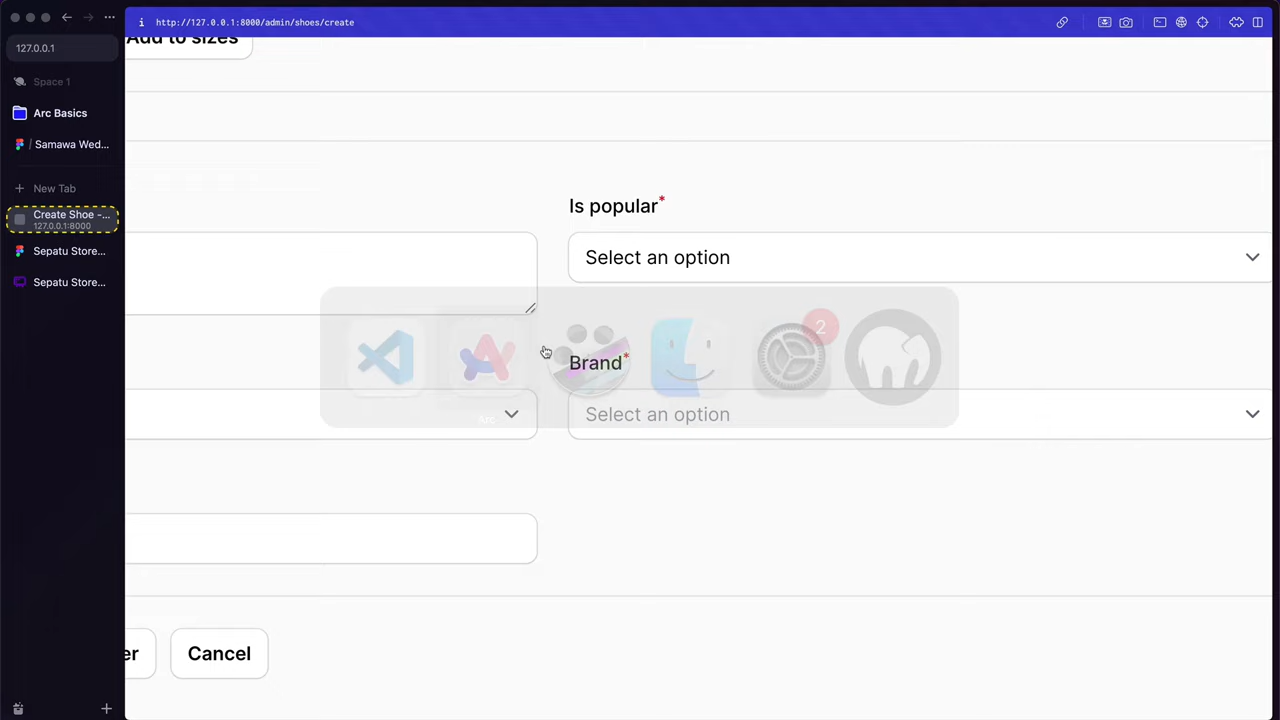 http://127.0.0.1:8000/admin/shoes/create
127.0.0.1
Space 1
Arc Basics
/ Samawa Wed...
New Tab
Create Shoe -...
127.0.0.1:8000
Sepatu Store...
Sepatu Store...
Add to sizes
Is popular*
Select an option
2
Brand*
Arc
Select an option
er
Cancel